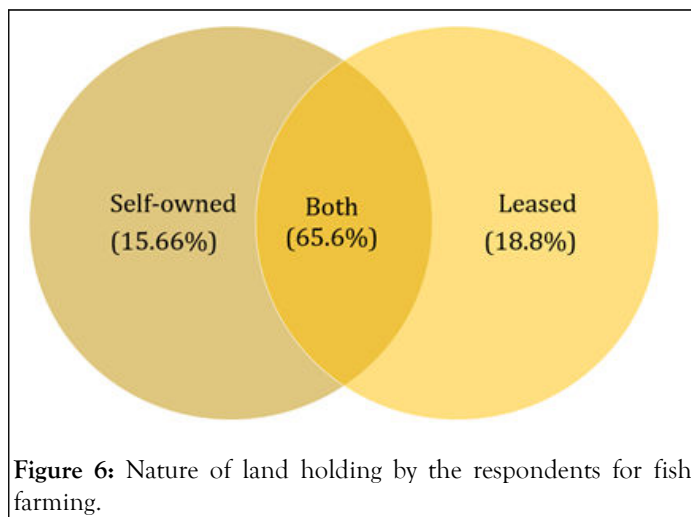 Self-owned Both Leased
(15.66%) (65.6%) (18.8%)
Figure 6: Nature of land holding by the respondents for fish
farming.